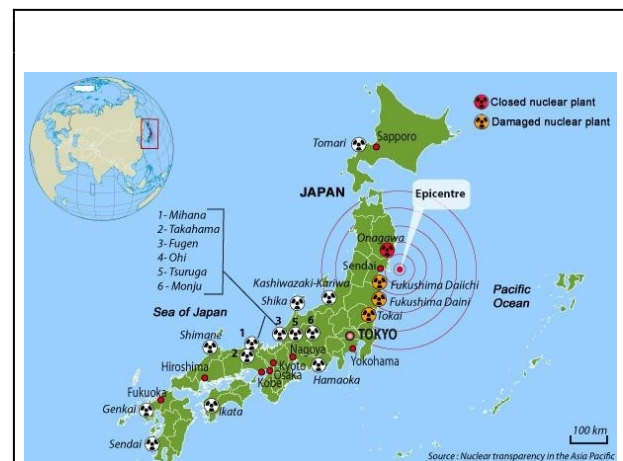 Closed nuclear plant
Damaged nuclear plant
Tomari
Sapporo
JAPAN
Epicentre
1- Mihana
2- Takahama
3- Fugen
4- Ohi
5- Tsuruga
6 - Monju
Onagawa
Sendai
Kashiwazaki-Kariwa
Fukushima Daiichi
Shika
Fukushima Daini
Pacific
Ocean
Sea of Japan
Tokai
3 5 6
Shimane
1
TOKYO
2
Nagoya
Yokohama
Hiroshima
Kyoto
Osaka
Kobe
Hamaoka
Fukuoka
Genkai
Ikata
Sendai
100 km
Source : Nuclear transparency in the Asia Pacific